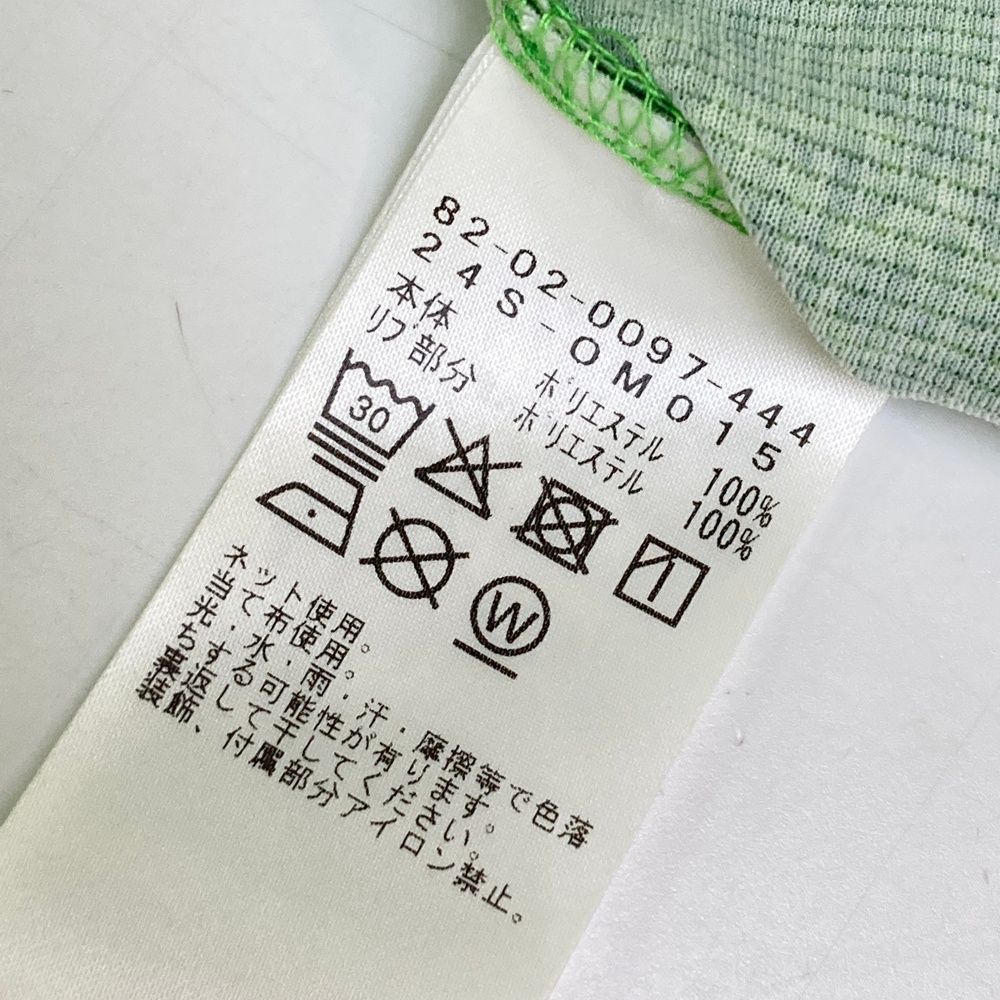 82-02-0097-444
24S-OM015
本体 ポリエステル 100%
リブ部分 ポリエステル 100%
30
W
ネット使用。
当て布使用。
光・水・雨・汗・摩擦等で色落
ちする可能性が有ります。
裏返して干してください。
装飾、付属部分アイロン禁止。